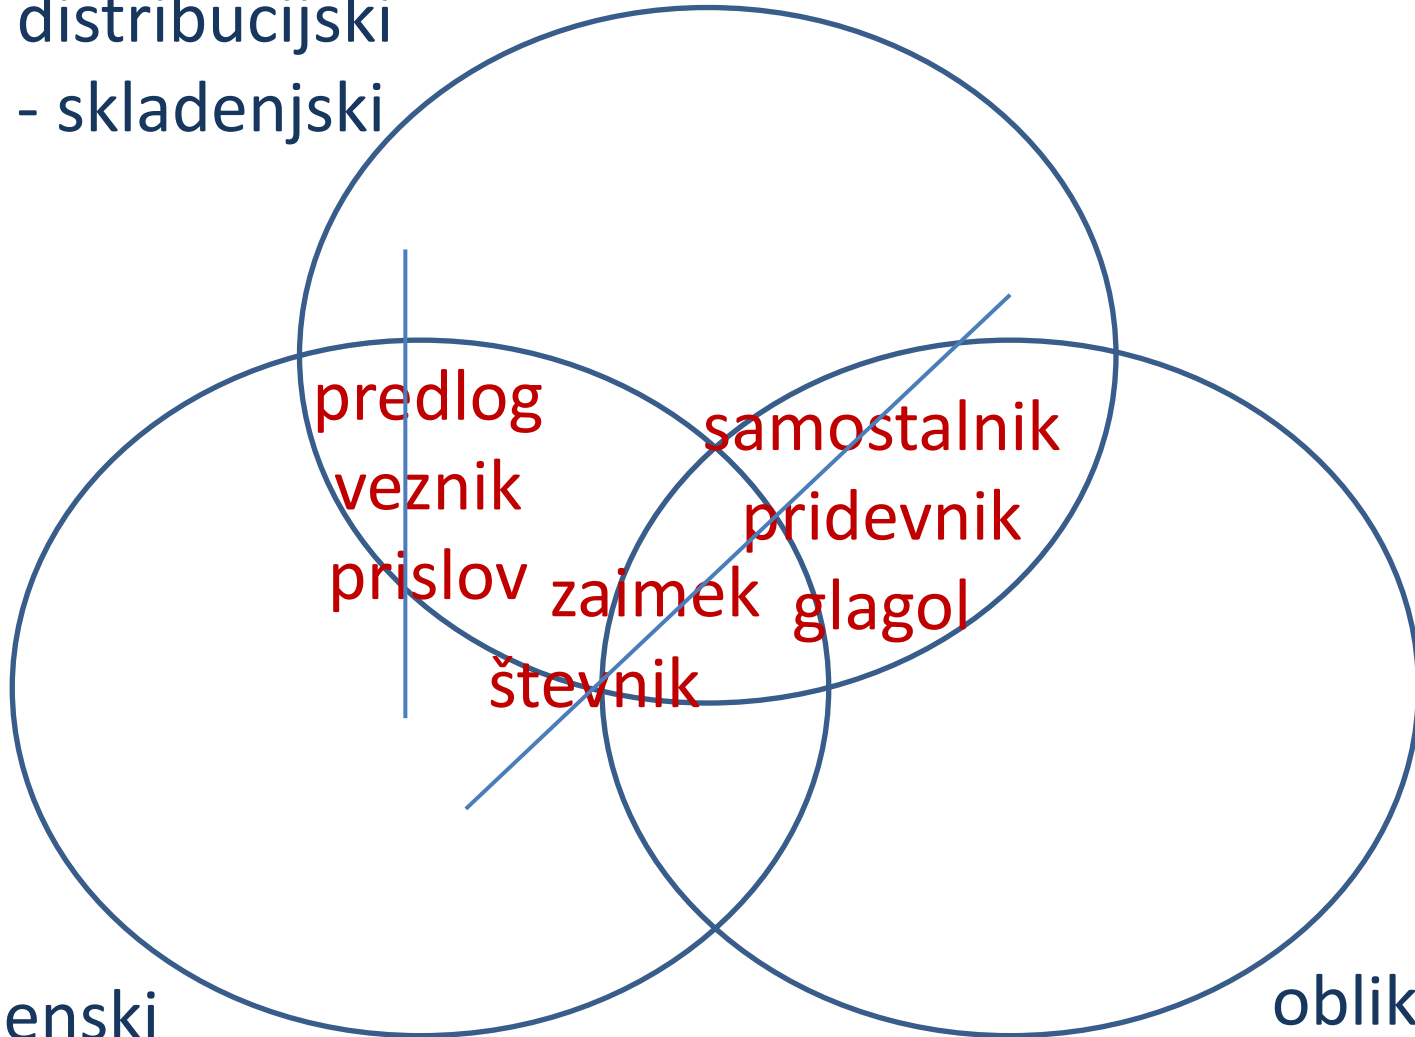 distribucijski
- skladenjski
predlog
veznik
prislov
samostalnik
pridevnik
glagol
zaimek
števnik
enski
oblik